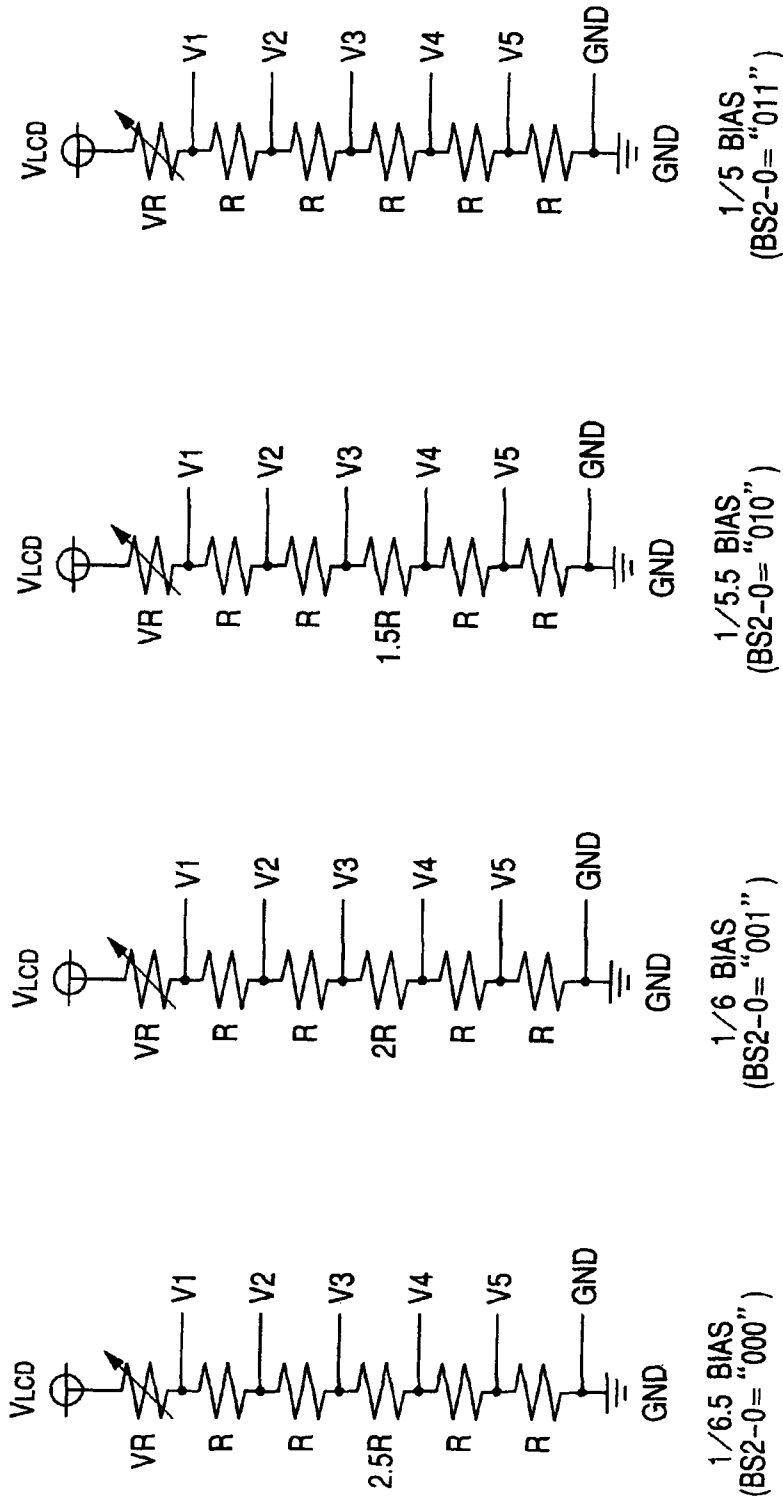 VLCD
VR
V1
R
V2
R
V3
2.5R
V4
R
V5
R
GND
GND
1/6.5 BIAS
(BS2-0= “000”)
VLCD
VR
V1
R
V2
R
V3
2R
V4
R
V5
R
GND
GND
1/6 BIAS
(BS2-0= “001”)
VLCD
VR
V1
R
V2
R
V3
1.5R
V4
R
V5
R
GND
GND
1/5.5 BIAS
(BS2-0= “010”)
VLCD
VR
V1
R
V2
R
V3
R
V4
R
V5
R
GND
GND
1/5 BIAS
(BS2-0= “011”)